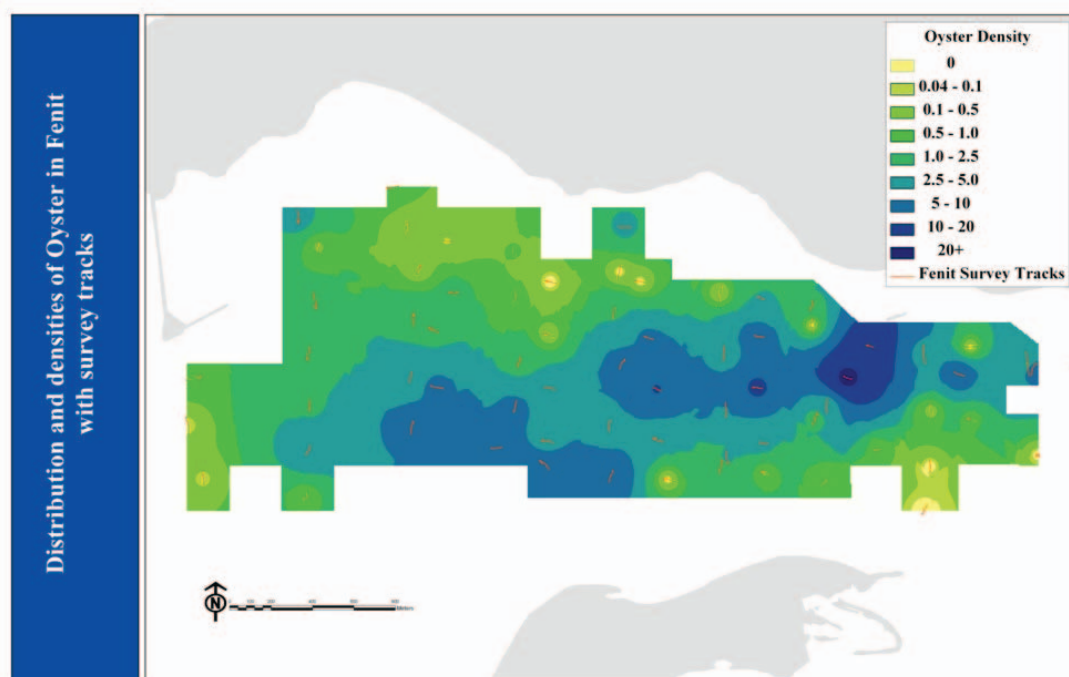 Distribution and densities of Oyster in Fenit
with survey tracks
Oyster Density
0
0.04 - 0.1
0.1 - 0.5
0.5 - 1.0
1.0 - 2.5
2.5 - 5.0
5 - 10
10 - 20
20+
Fenit Survey Tracks
N